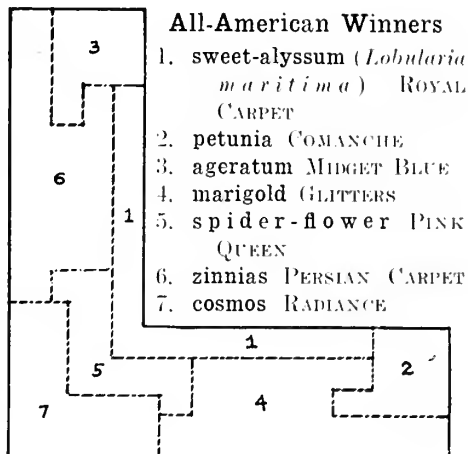 All-American Winners
1. sweet-alyssum (Lobularia
maritima) ROYAL
CARPET
2. petunia COMANCHE
3. ageratum MIDGET BLUE
4. marigold GLITTERS
5. spider-flower PINK
QUEEN
6. zinnias PERSIAN CARPET
7. cosmos RADIANCE
3
6
1
1
5
2
7
4